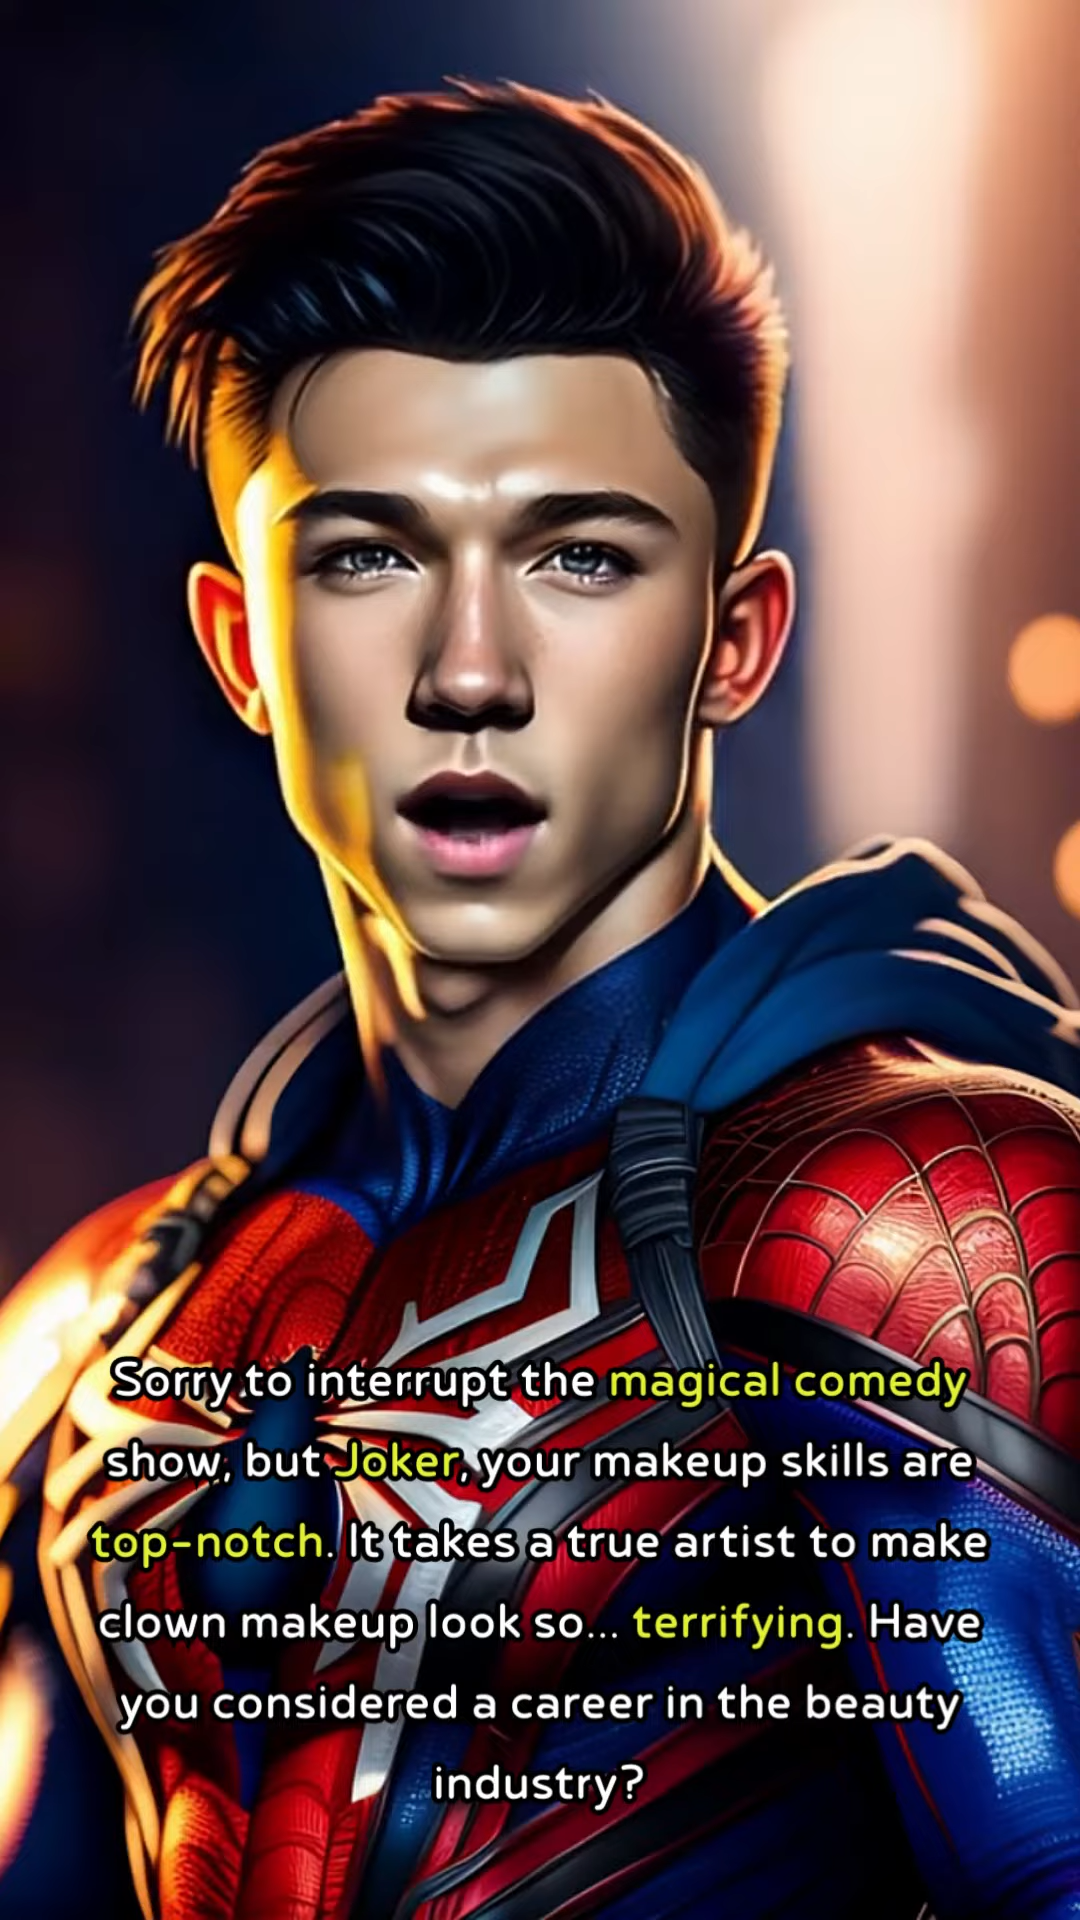 Sorry to interrupt the magical comedy
show, but Joker, your makeup skills are
top-notch. It takes a true artist to make
clown makeup look so... terrifying. Have
you considered a career in the beauty
industry?